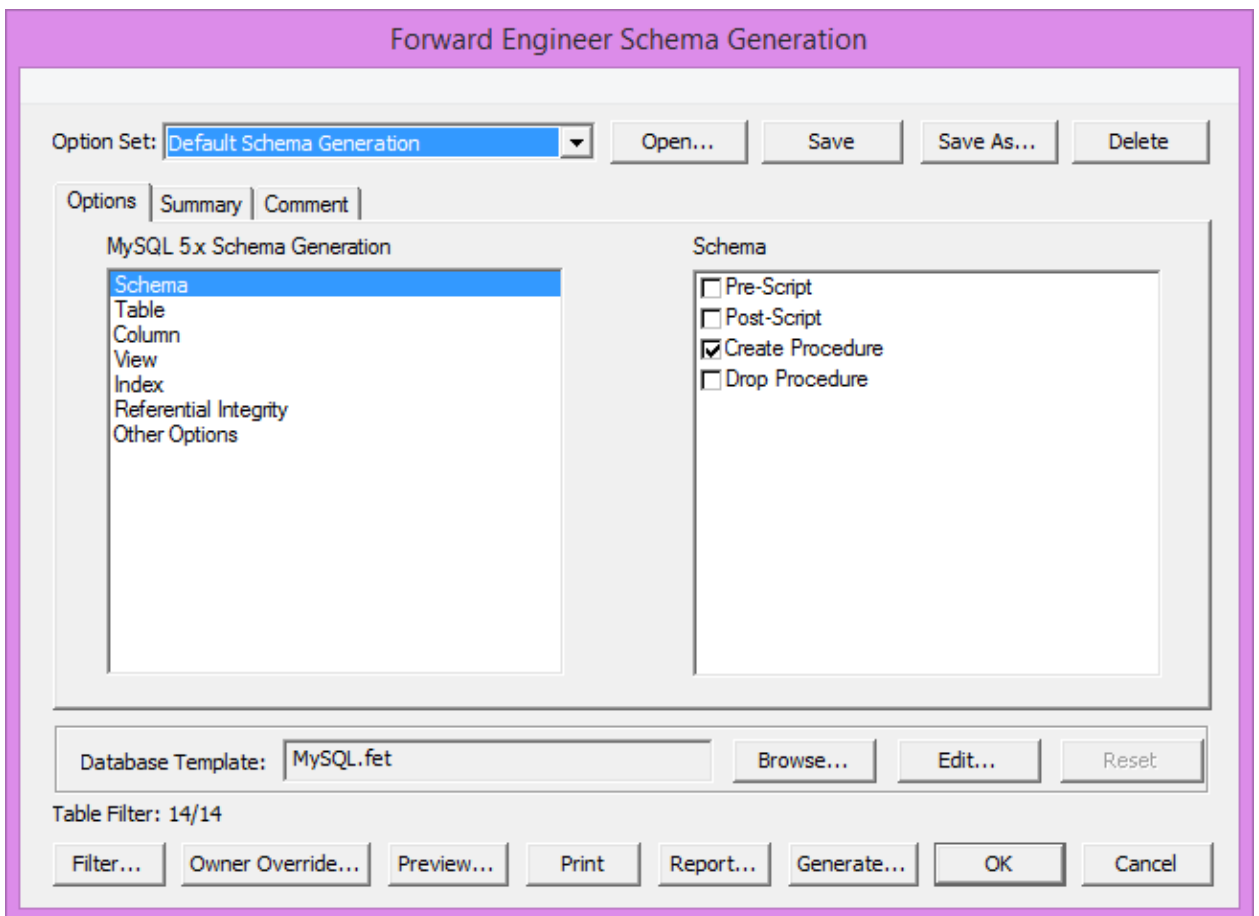 Forward Engineer Schema Generation
Option Set: Default Schema Generation Open... Save Save As... Delete
Options Summary Comment
MySQL 5.x Schema Generation Schema
Schema
Table
Column
View
Index
Referential Integrity
Other Options
Pre-Script
Post-Script
Create Procedure
Drop Procedure
Database Template: MySQL.fet Browse... Edit... Reset
Table Filter: 14/14
Filter... Owner Override... Preview... Print Report... Generate... OK Cancel